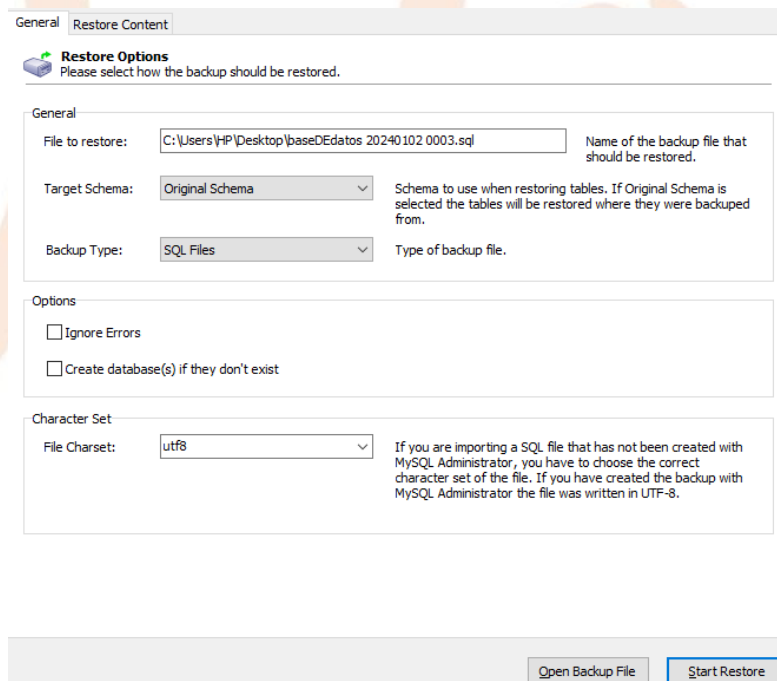 General
Restore Content
Restore Options
Please select how the backup should be restored.
General
File to restore:
C:\Users\HP\Desktop\baseDEdatos 20240102 0003.sql
Name of the backup file that
should be restored.
Target Schema:
Original Schema
Schema to use when restoring tables. If Original Schema is
selected the tables will be restored where they were backuped
from.
Backup Type:
SQL Files
Type of backup file.
Options
Ignore Errors
Create database(s) if they don't exist
Character Set
File Charset:
utf8
If you are importing a SQL file that has not been created with
MySQL Administrator, you have to choose the correct
character set of the file. If you have created the backup with
MySQL Administrator the file was written in UTF-8.
Open Backup File
Start Restore